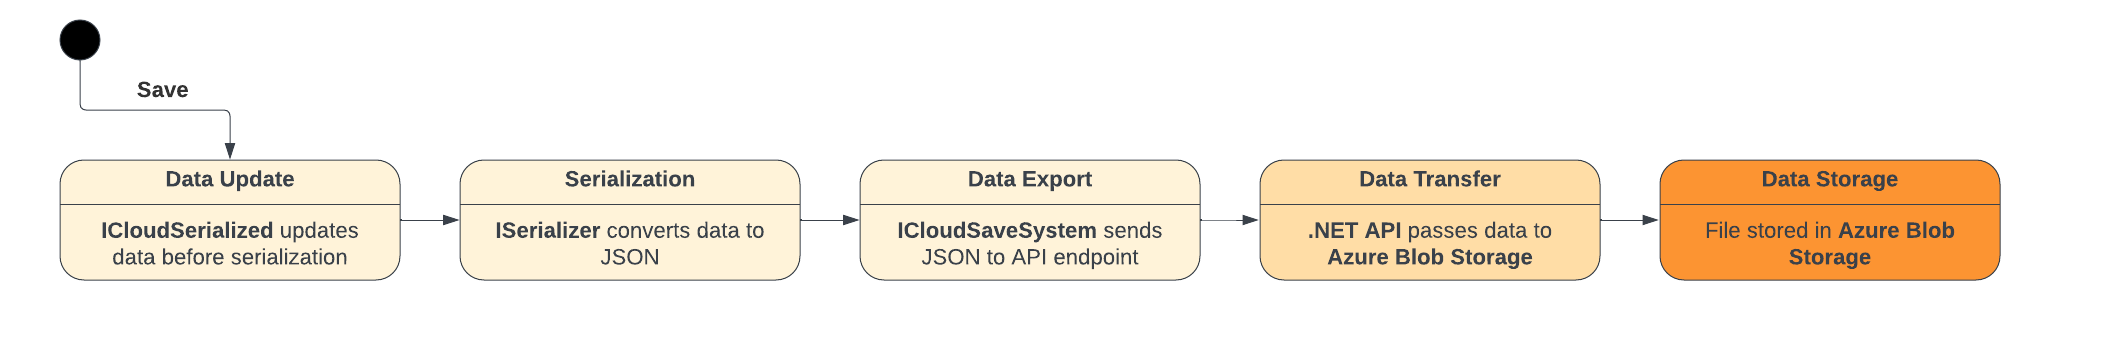 Save
Data Update
ICloudSerialized updates
data before serialization
Serialization
ISerializer converts data to
JSON
Data Export
ICloudSaveSystem sends
JSON to API endpoint
Data Transfer
.NET API passes data to
Azure Blob Storage
Data Storage
File stored in Azure Blob
Storage